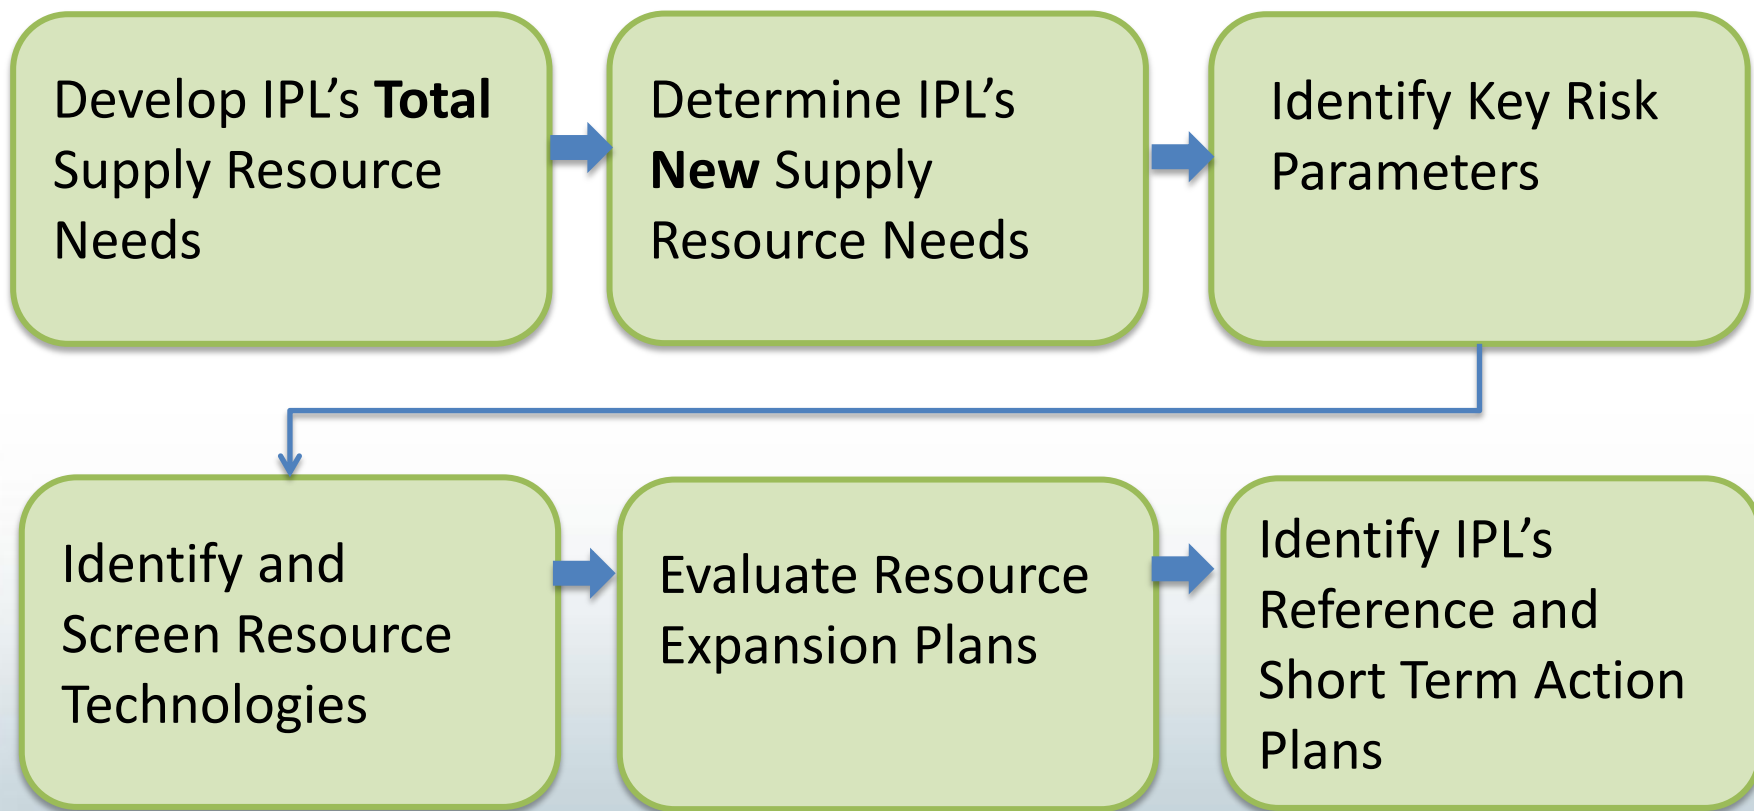 Develop IPL’s Total
Supply Resource
Needs
Determine IPL’s
New Supply
Resource Needs
Identify Key Risk
Parameters
Identify and
Screen Resource
Technologies
Evaluate Resource
Expansion Plans
Identify IPL’s
Reference and
Short Term Action
Plans